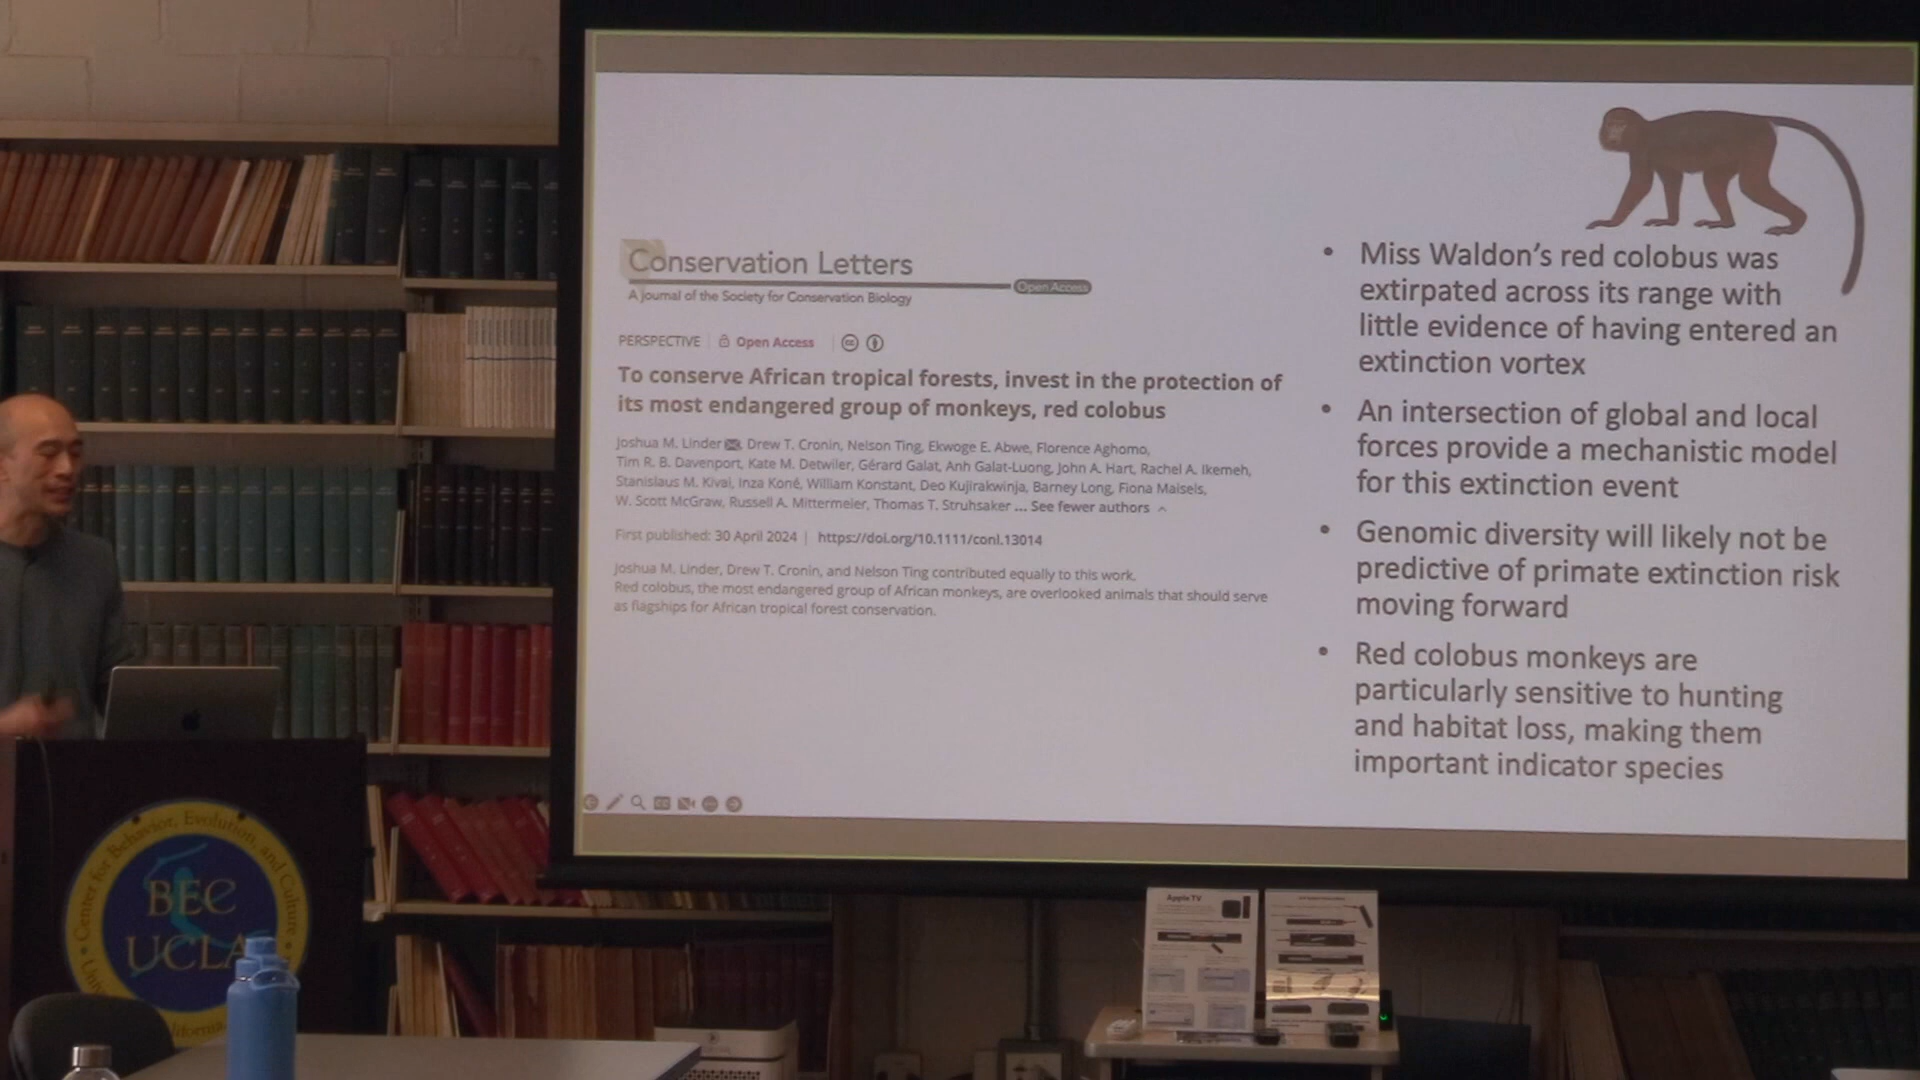 Conservation Letters
Open Access
A journal of the Society for Conservation Biology
PERSPECTIVE
Open Access
To conserve African tropical forests, invest in the protection of
its most endangered group of monkeys, red colobus
Joshua M. Linder, Drew T. Cronin, Nelson Ting, Ekwoge E. Abwe, Florence Aghomo,
Tim R. B. Davenport, Kate M. Detwiler, Gérard Galat, Anh Galat-Luong, John A. Hart, Rachel A. Ikemeh,
Stanislaus M. Kivai, Inza Koné, William Konstant, Deo Kujirakwinja, Barney Long, Fiona Maisels,
W. Scott McGraw, Russell A. Mittermeier, Thomas T. Struhsaker ... See fewer authors
First published: 30 April 2024 | https://doi.org/10.1111/conl.13014
Joshua M. Linder, Drew T. Cronin, and Nelson Ting contributed equally to this work.
Red colobus, the most endangered group of African monkeys, are overlooked animals that should serve
as flagships for African tropical forest conservation.
• Miss Waldon's red colobus was
extirpated across its range with
little evidence of having entered an
extinction vortex
• An intersection of global and local
forces provide a mechanistic model
for this extinction event
• Genomic diversity will likely not be
predictive of primate extinction risk
moving forward
• Red colobus monkeys are
particularly sensitive to hunting
and habitat loss, making them
important indicator species
Center for Behavior, Evolution, and Culture
BEC
UCLA
Apple TV